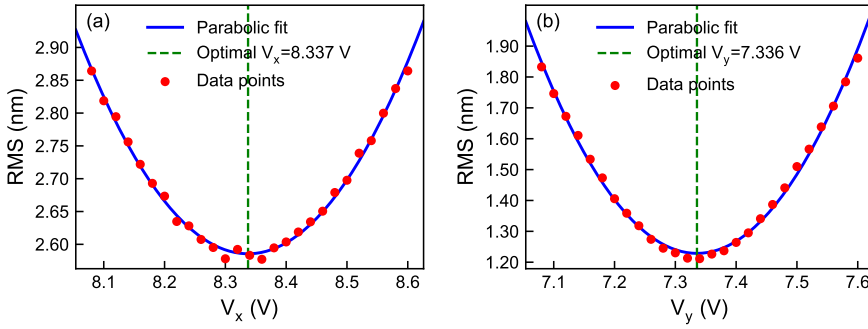 (a)
Parabolic fit
Optimal Vx=8.337 V
Data points
RMS (nm)
2.90
2.85
2.80
2.75
2.70
2.65
2.60
8.1 8.2 8.3 8.4 8.5 8.6
Vx (V)
(b)
Parabolic fit
Optimal Vy=7.336 V
Data points
RMS (nm)
1.90
1.80
1.70
1.60
1.50
1.40
1.30
1.20
7.1 7.2 7.3 7.4 7.5 7.6
Vy (V)